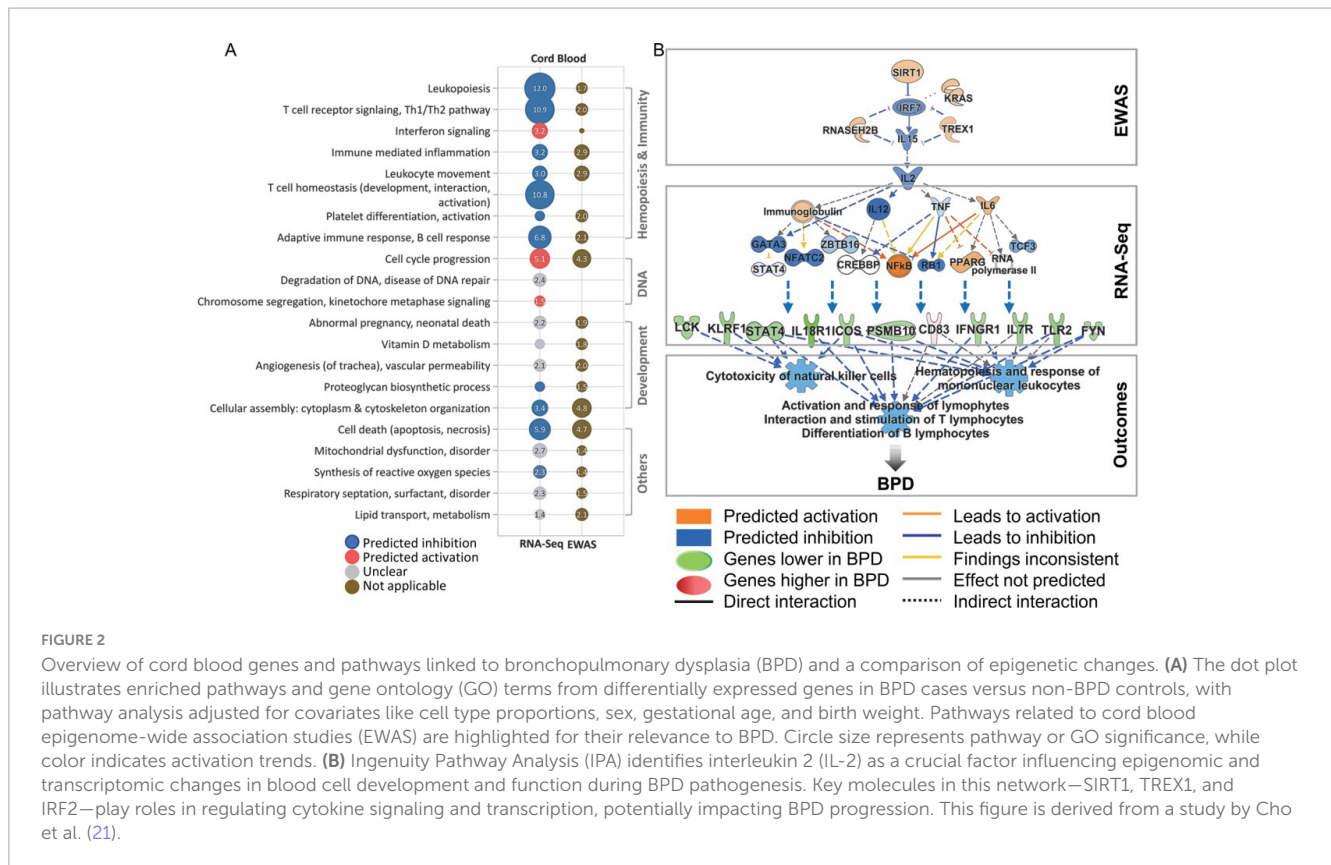 A
Cord Blood
Leukopoiesis
12.0
1.7
T cell receptor signlaing, Th1/Th2 pathway
10.9
2.0
Interferon signaling
3.2
Immune mediated inflammation
3.2
2.9
Leukocyte movement
3.0
2.9
T cell homeostasis (development, interaction,
activation)
10.8
Platelet differentiation, activation
2.0
Adaptive immune response, B cell response
6.8
2.1
Cell cycle progression
5.1
4.3
Degradation of DNA, disease of DNA repair
2.4
Chromosome segregation, kinetochore metaphase signaling
1.5
Abnormal pregnancy, neonatal death
2.2
1.9
Vitamin D metabolism
1.8
Angiogenesis (of trachea), vascular permeability
2.1
2.0
Proteoglycan biosynthetic process
1.5
Cellular assembly: cytoplasm & cytoskeleton organization
3.4
4.8
Cell death (apoptosis, necrosis)
5.9
4.7
Mitochondrial dysfunction, disorder
2.7
1.4
Synthesis of reactive oxygen species
2.3
1.4
Respiratory septation, surfactant, disorder
2.3
1.5
Lipid transport, metabolism
1.4
2.1
RNA-Seq EWAS
Hemopoiesis & Immunity
DNA
Development
Others
Predicted inhibition
Predicted activation
Unclear
Not applicable
B
SIRT1
KRAS
IRF7
RNASEH2B
TREX1
IL15
EWAS
IL2
Immunoglobulin
IL12
TNF
IL6
GATA3
ZBTB16
TCF3
NFATC2
STAT4
CREBBP
NFkB
RB1
PPARG
RNA
polymerase II
RNA-Seq
LCK
KLRF1
STAT4
IL18R1
ICOS
PSMB10
CD83
IFNGR1
IL7R
TLR2
FYN
Cytotoxicity of natural killer cells
Hematopoiesis and response of
mononuclear leukocytes
Activation and response of lymophytes
Interaction and stimulation of T lymphocytes
Differentiation of B lymphocytes
BPD
Outcomes
Predicted activation
Leads to activation
Predicted inhibition
Leads to inhibition
Genes lower in BPD
Findings inconsistent
Genes higher in BPD
Effect not predicted
Direct interaction
Indirect interaction
FIGURE 2
Overview of cord blood genes and pathways linked to bronchopulmonary dysplasia (BPD) and a comparison of epigenetic changes. (A) The dot plot
illustrates enriched pathways and gene ontology (GO) terms from differentially expressed genes in BPD cases versus non-BPD controls, with
pathway analysis adjusted for covariates like cell type proportions, sex, gestational age, and birth weight. Pathways related to cord blood
epigenome-wide association studies (EWAS) are highlighted for their relevance to BPD. Circle size represents pathway or GO significance, while
color indicates activation trends. (B) Ingenuity Pathway Analysis (IPA) identifies interleukin 2 (IL-2) as a crucial factor influencing epigenomic and
transcriptomic changes in blood cell development and function during BPD pathogenesis. Key molecules in this network—SIRT1, TREX1, and
IRF2—play roles in regulating cytokine signaling and transcription, potentially impacting BPD progression. This figure is derived from a study by Cho
et al. (21).